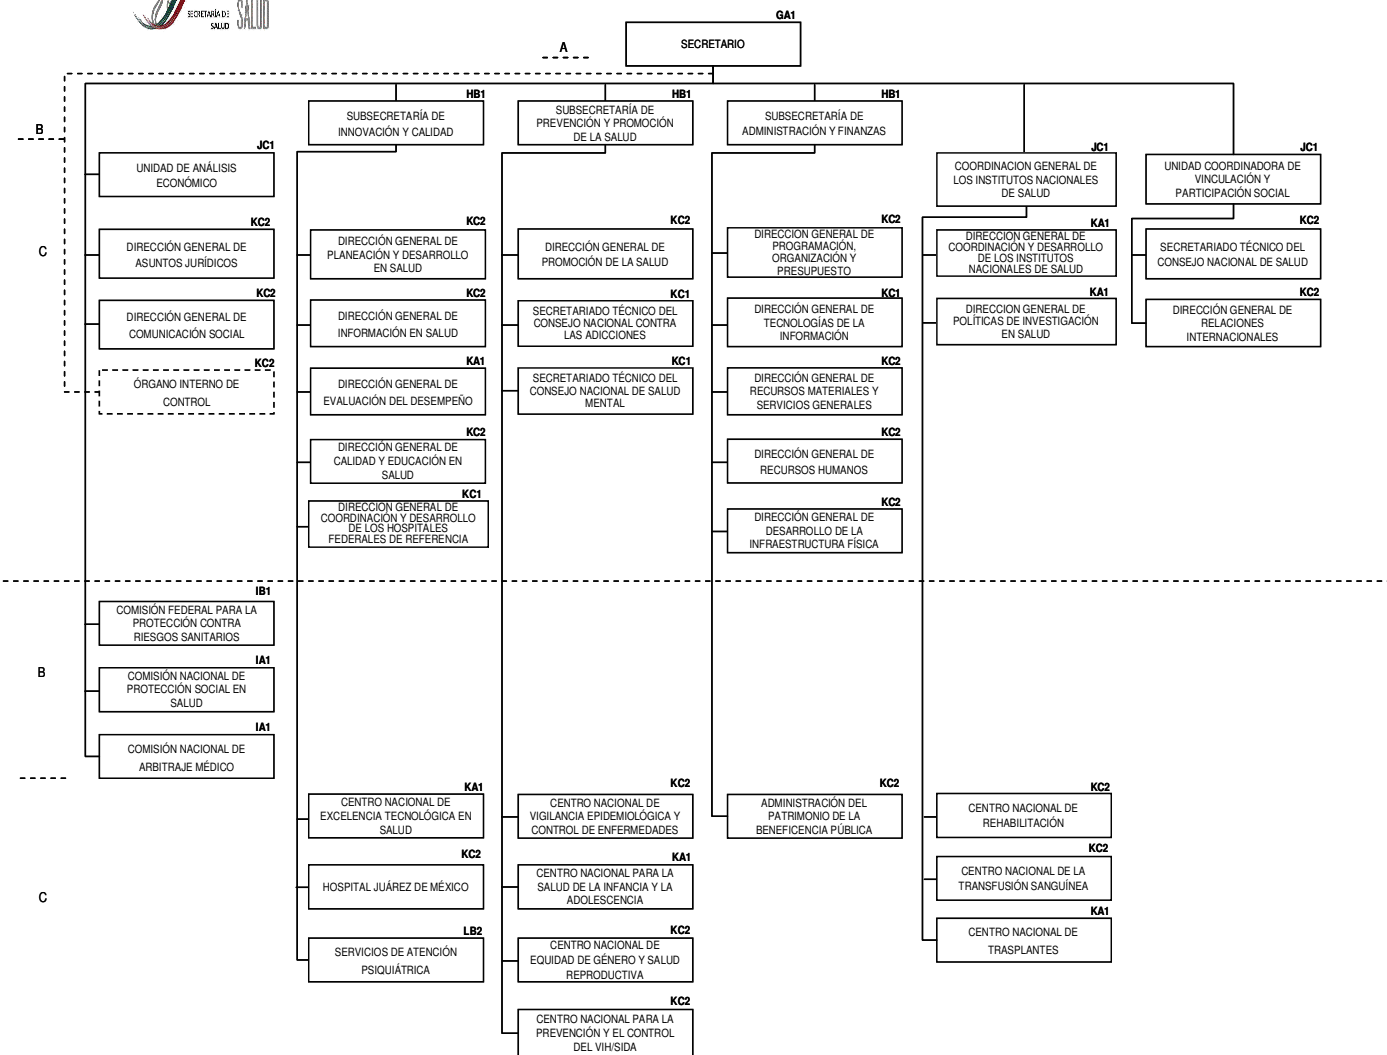 SECRETARÍA DE
SALUD
SALUD
GA1
SECRETARIO
A
B
C
HB1
SUBSECRETARÍA DE
INNOVACIÓN Y CALIDAD
HB1
SUBSECRETARÍA DE
PREVENCIÓN Y PROMOCIÓN
DE LA SALUD
HB1
SUBSECRETARÍA DE
ADMINISTRACIÓN Y FINANZAS
JC1
UNIDAD DE ANÁLISIS
ECONÓMICO
JC1
COORDINACION GENERAL DE
LOS INSTITUTOS NACIONALES
DE SALUD
JC1
UNIDAD COORDINADORA DE
VINCULACIÓN Y
PARTICIPACIÓN SOCIAL
KC2
DIRECCIÓN GENERAL DE
ASUNTOS JURÍDICOS
KC2
DIRECCIÓN GENERAL DE
COMUNICACIÓN SOCIAL
KC2
ÓRGANO INTERNO DE
CONTROL
KC2
DIRECCIÓN GENERAL DE
PLANEACIÓN Y DESARROLLO
EN SALUD
KC2
DIRECCIÓN GENERAL DE
INFORMACIÓN EN SALUD
KA1
DIRECCIÓN GENERAL DE
EVALUACIÓN DEL DESEMPEÑO
KC2
DIRECCIÓN GENERAL DE
CALIDAD Y EDUCACIÓN EN
SALUD
KC1
DIRECCION GENERAL DE
COORDINACIÓN Y DESARROLLO
DE LOS HOSPITALES
FEDERALES DE REFERENCIA
KC2
DIRECCIÓN GENERAL DE
PROMOCIÓN DE LA SALUD
KC1
SECRETARIADO TÉCNICO DEL
CONSEJO NACIONAL CONTRA
LAS ADICCIONES
KC1
SECRETARIADO TÉCNICO DEL
CONSEJO NACIONAL DE SALUD
MENTAL
KC2
DIRECCIÓN GENERAL DE
PROGRAMACIÓN,
ORGANIZACIÓN Y
PRESUPUESTO
KC1
DIRECCIÓN GENERAL DE
TECNOLOGÍAS DE LA
INFORMACIÓN
KC2
DIRECCIÓN GENERAL DE
RECURSOS MATERIALES Y
SERVICIOS GENERALES
KC2
DIRECCIÓN GENERAL DE
RECURSOS HUMANOS
KC2
DIRECCIÓN GENERAL DE
DESARROLLO DE LA
INFRAESTRUCTURA FÍSICA
KA1
DIRECCION GENERAL DE
COORDINACIÓN Y DESARROLLO
DE LOS INSTITUTOS
NACIONALES DE SALUD
KA1
DIRECCION GENERAL DE
POLÍTICAS DE INVESTIGACIÓN
EN SALUD
KC2
SECRETARIADO TÉCNICO DEL
CONSEJO NACIONAL DE SALUD
KC2
DIRECCIÓN GENERAL DE
RELACIONES
INTERNACIONALES
B
IB1
COMISIÓN FEDERAL PARA LA
PROTECCIÓN CONTRA
RIESGOS SANITARIOS
IA1
COMISIÓN NACIONAL DE
PROTECCIÓN SOCIAL EN
SALUD
IA1
COMISIÓN NACIONAL DE
ARBITRAJE MÉDICO
C
KA1
CENTRO NACIONAL DE
EXCELENCIA TECNOLÓGICA EN
SALUD
KC2
HOSPITAL JUÁREZ DE MÉXICO
LB2
SERVICIOS DE ATENCIÓN
PSIQUIÁTRICA
KC2
CENTRO NACIONAL DE
VIGILANCIA EPIDEMIOLÓGICA Y
CONTROL DE ENFERMEDADES
KA1
CENTRO NACIONAL PARA LA
SALUD DE LA INFANCIA Y LA
ADOLESCENCIA
KC2
CENTRO NACIONAL DE
EQUIDAD DE GÉNERO Y SALUD
REPRODUCTIVA
KC2
CENTRO NACIONAL PARA LA
PREVENCIÓN Y EL CONTROL
DEL VIH/SIDA
KC2
ADMINISTRACIÓN DEL
PATRIMONIO DE LA
BENEFICENCIA PÚBLICA
KC2
CENTRO NACIONAL DE
REHABILITACIÓN
KC2
CENTRO NACIONAL DE LA
TRANSFUSIÓN SANGUÍNEA
KA1
CENTRO NACIONAL DE
TRASPLANTES